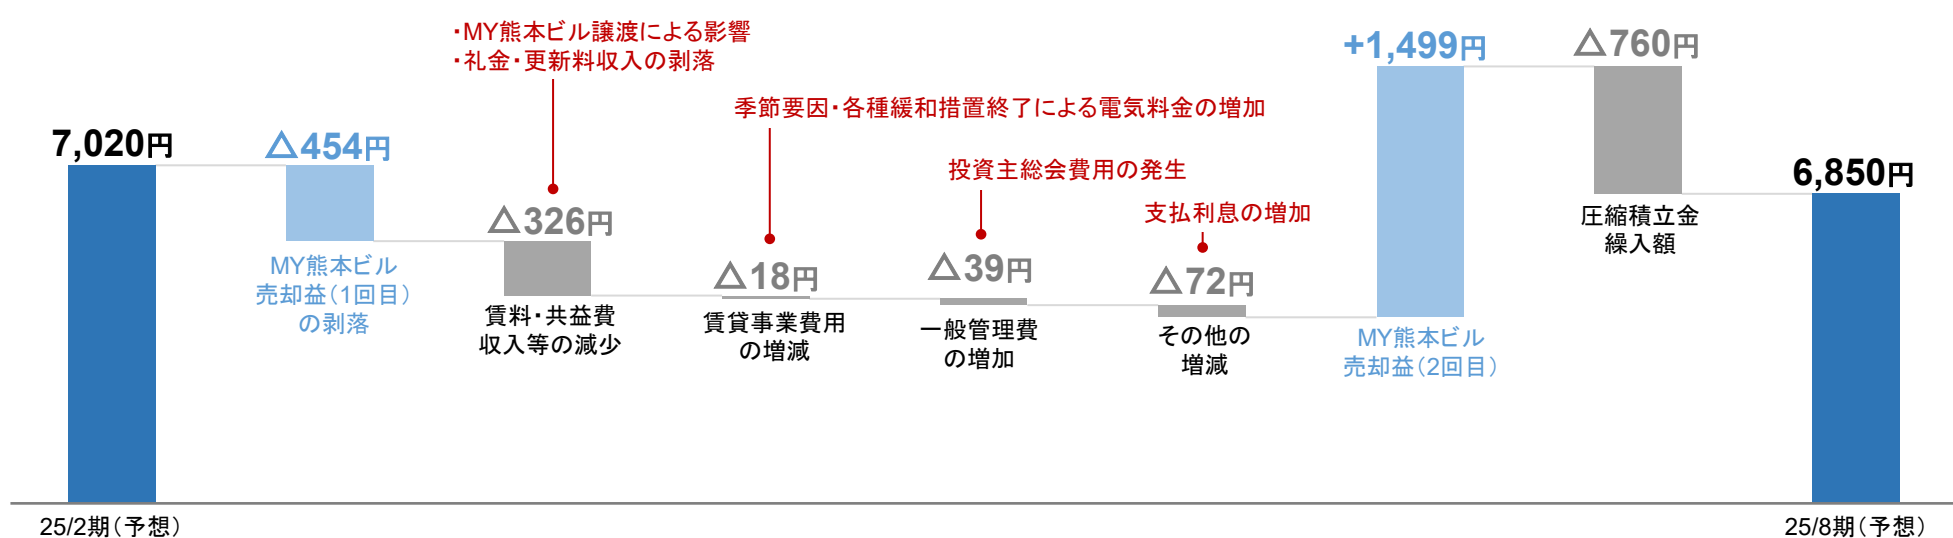 ・MY熊本ビル譲渡による影響
・礼金・更新料収入の剥落
季節要因・各種緩和措置終了による電気料金の増加
投資主総会費用の発生
支払利息の増加
7,020円
△454円
△326円
△18円
△39円
△72円
+1,499円
△760円
6,850円
MY熊本ビル
売却益(1回目)
の剥落
賃料・共益費
収入等の減少
賃貸事業費用
の増減
一般管理費
の増加
その他の
増減
MY熊本ビル
売却益(2回目)
圧縮積立金
繰入額
25/2期(予想)
25/8期(予想)